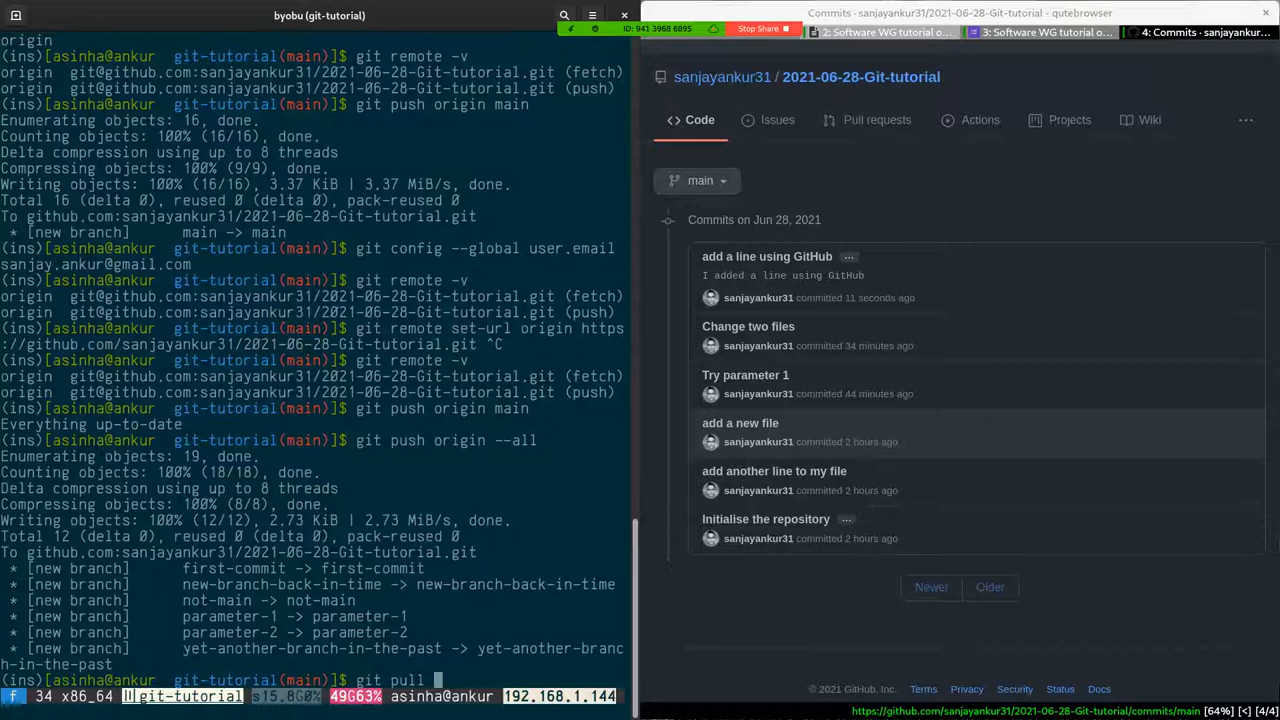 byobu (git-tutorial)
origin
(ins)[asinha@ankur  git-tutorial(main)]$ git remote -v
origin  git@github.com:sanjayankur31/2021-06-28-Git-tutorial.git (fetch)
origin  git@github.com:sanjayankur31/2021-06-28-Git-tutorial.git (push)
(ins)[asinha@ankur  git-tutorial(main)]$ git push origin main
Enumerating objects: 16, done.
Counting objects: 100% (16/16), done.
Delta compression using up to 8 threads
Compressing objects: 100% (9/9), done.
Writing objects: 100% (16/16), 3.37 KiB | 3.37 MiB/s, done.
Total 16 (delta 0), reused 0 (delta 0), pack-reused 0
To github.com:sanjayankur31/2021-06-28-Git-tutorial.git
 * [new branch]      main -> main
(ins)[asinha@ankur  git-tutorial(main)]$ git config --global user.email
sanjay.ankur@gmail.com
(ins)[asinha@ankur  git-tutorial(main)]$ git remote -v
origin  git@github.com:sanjayankur31/2021-06-28-Git-tutorial.git (fetch)
origin  git@github.com:sanjayankur31/2021-06-28-Git-tutorial.git (push)
(ins)[asinha@ankur  git-tutorial(main)]$ git remote set-url origin https
://github.com/sanjayankur31/2021-06-28-Git-tutorial.git ^C
(ins)[asinha@ankur  git-tutorial(main)]$ git remote -v
origin  git@github.com:sanjayankur31/2021-06-28-Git-tutorial.git (fetch)
origin  git@github.com:sanjayankur31/2021-06-28-Git-tutorial.git (push)
(ins)[asinha@ankur  git-tutorial(main)]$ git push origin main
Everything up-to-date
(ins)[asinha@ankur  git-tutorial(main)]$ git push origin --all
Enumerating objects: 19, done.
Counting objects: 100% (18/18), done.
Delta compression using up to 8 threads
Compressing objects: 100% (8/8), done.
Writing objects: 100% (12/12), 2.73 KiB | 2.73 MiB/s, done.
Total 12 (delta 0), reused 0 (delta 0), pack-reused 0
To github.com:sanjayankur31/2021-06-28-Git-tutorial.git
 * [new branch]      first-commit -> first-commit
 * [new branch]      new-branch-back-in-time -> new-branch-back-in-time
 * [new branch]      not-main -> not-main
 * [new branch]      parameter-1 -> parameter-1
 * [new branch]      parameter-2 -> parameter-2
 * [new branch]      yet-another-branch-in-the-past -> yet-another-branc
h-in-the-past
(ins)[asinha@ankur  git-tutorial(main)]$ git pull
f 34 x86_64 git-tutorial s15.8G0% 49G63% asinha@ankur 192.168.1.144
ID: 941 3968 6895 Stop Share
Commits · sanjayankur31/2021-06-28-Git-tutorial - qutebrowser
2: Software WG tutorial o... 3: Software WG tutorial o... 4: Commits · sanjayankur...
sanjayankur31 / 2021-06-28-Git-tutorial
Code Issues Pull requests Actions Projects Wiki ...
main
Commits on Jun 28, 2021
add a line using GitHub ...
I added a line using GitHub
sanjayankur31 committed 11 seconds ago
Change two files
sanjayankur31 committed 34 minutes ago
Try parameter 1
sanjayankur31 committed 44 minutes ago
add a new file
sanjayankur31 committed 2 hours ago
add another line to my file
sanjayankur31 committed 2 hours ago
Initialise the repository ...
sanjayankur31 committed 2 hours ago
Newer Older
© 2021 GitHub, Inc. Terms Privacy Security Status Docs
https://github.com/sanjayankur31/2021-06-28-Git-tutorial/commits/main [64%] [<] [4/4]